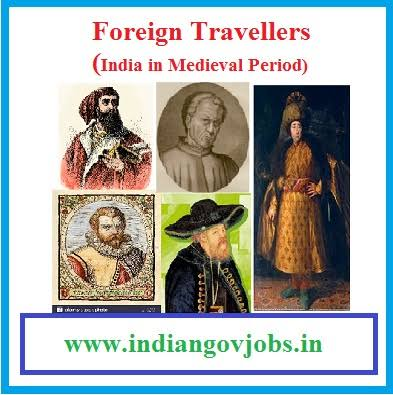 Foreign Travellers
(India in Medieval Period)
www.indiangovjobs.in